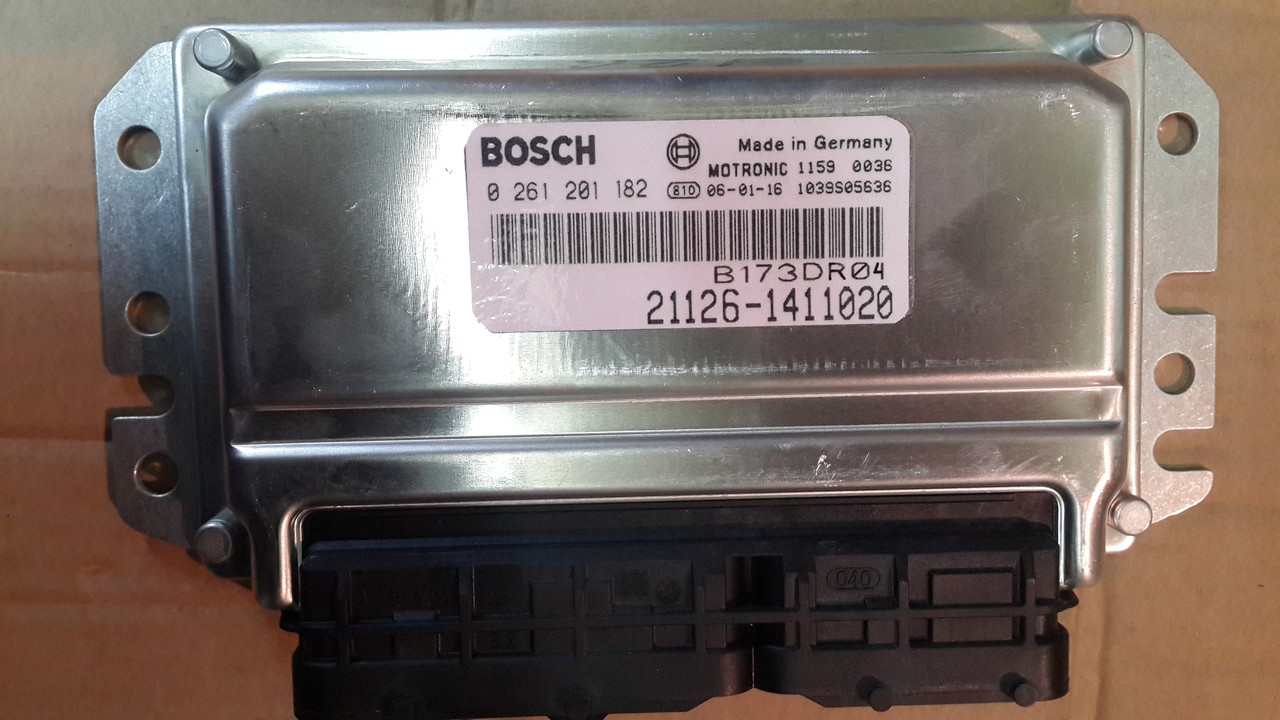 BOSCH
Made in Germany
MOTRONIC 1159 0036
0 261 201 182 810 06-01-16 1039S05636
B173DR04
21126-1411020
040
12